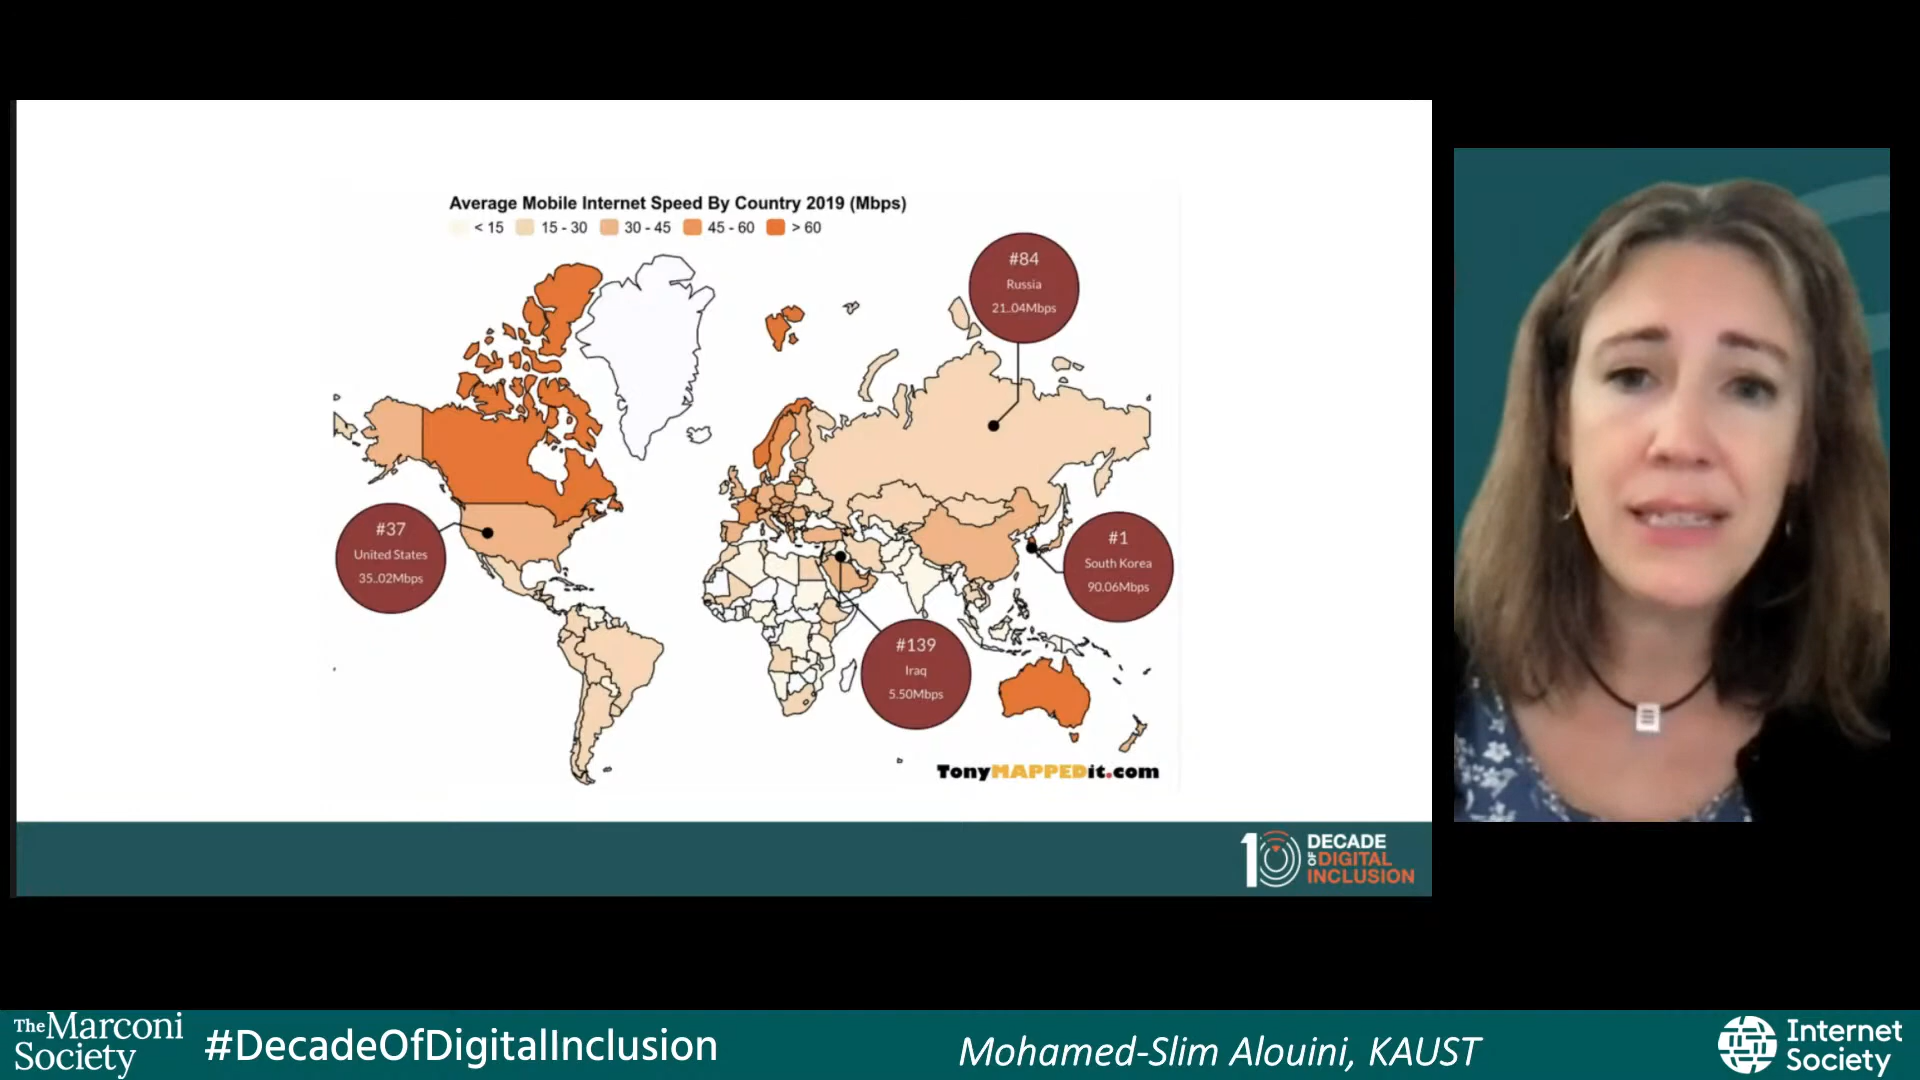 Average Mobile Internet Speed By Country 2019 (Mbps)
< 15 15 - 30 30 - 45 45 - 60 > 60
#84
Russia
21..04Mbps
#37
United States
35..02Mbps
#1
South Korea
90.06Mbps
#139
Iraq
5.50Mbps
TonyMAPPEDit.com
10 DECADE
OF DIGITAL
INCLUSION
The Marconi
Society
#DecadeOfDigitalInclusion
Mohamed-Slim Alouini, KAUST
Internet
Society